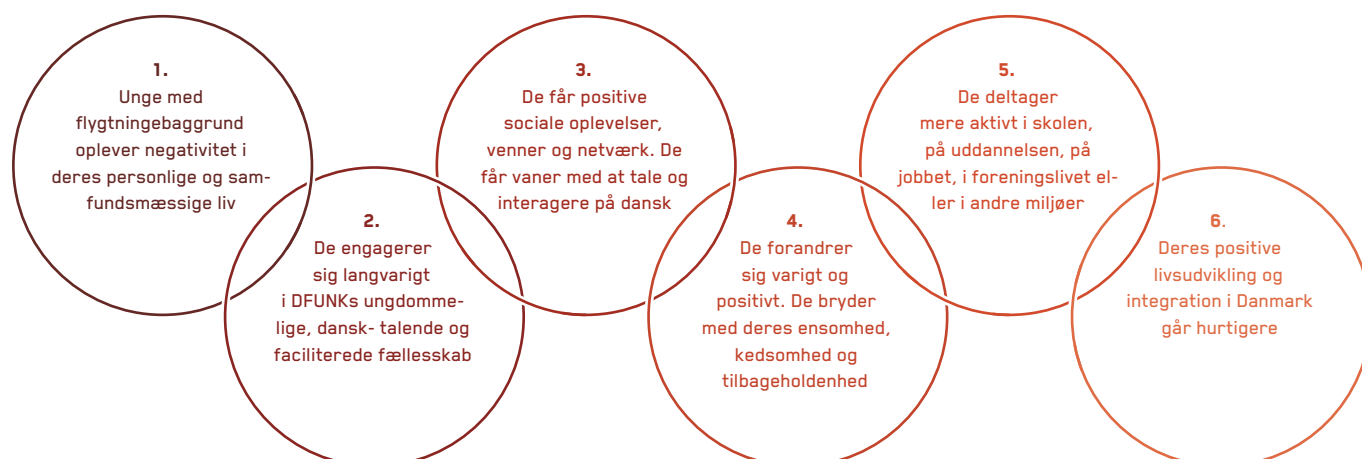 1.
Unge med
flygtningebaggrund
oplever negativitet i
deres personlige og sam-
fundsmæssige liv
2.
De engagerer
sig langvarigt
i DFUNKs ungdomme-
lige, dansk- talende og
faciliterede fællesskab
3.
De får positive
sociale oplevelser,
venner og netværk. De
får vaner med at tale og
interagere på dansk
4.
De forandrer
sig varigt og
positivt. De bryder
med deres ensomhed,
kedsomhed og
tilbageholdenhed
5.
De deltager
mere aktivt i skolen,
på uddannelsen, på
jobbet, i foreningslivet el-
ler i andre miljøer
6.
Deres positive
livsudvikling og
integration i Danmark
går hurtigere